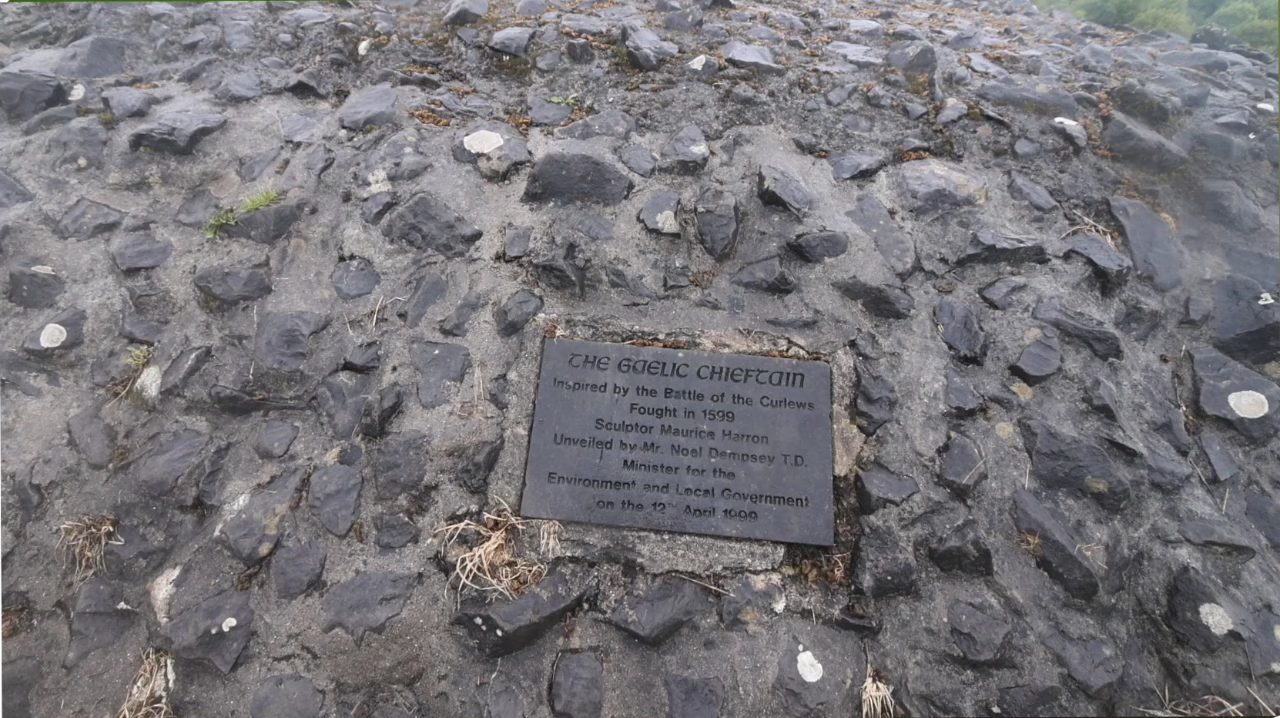 THE GAELIC CHIEFTAIN
Inspired by the Battle of the Curlews
Fought in 1599
Sculptor Maurice Harron
Unveiled by Mr. Noel Dempsey T.D.
Minister for the
Environment and Local Government
on the 12th April 1999